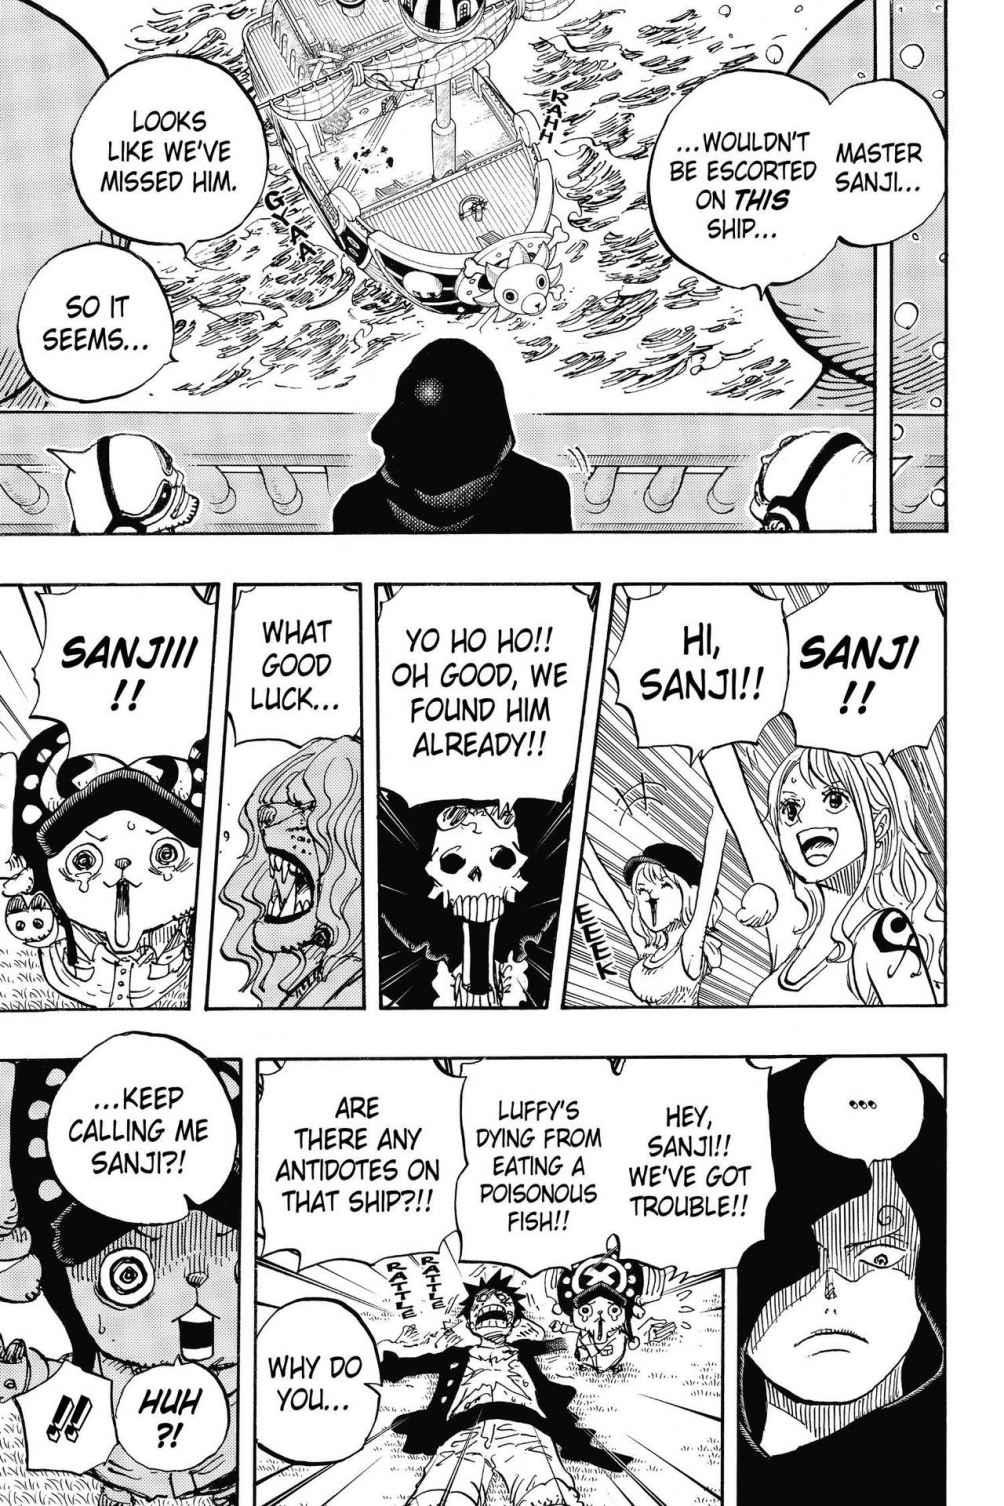 MASTER
SANJI...
...WOULDN'T
BE ESCORTED
ON THIS
SHIP...
RAHH
LOOKS
LIKE WE'VE
MISSED HIM.
GYAAA
SO IT
SEEMS...
SANJI
!!
HI,
SANJI!!
EEEEK
YO HO HO!!
OH GOOD, WE
FOUND HIM
ALREADY!!
WHAT
GOOD
LUCK...
SANJIII
!!
...
HEY,
SANJI!!
WE'VE GOT
TROUBLE!!
LUFFY'S
DYING FROM
EATING A
POISONOUS
FISH!!
ARE
THERE ANY
ANTIDOTES ON
THAT SHIP?!!
RATTLE
RATTLE
WHY DO
YOU...
...KEEP
CALLING ME
SANJI?!
HUH
?!
!!